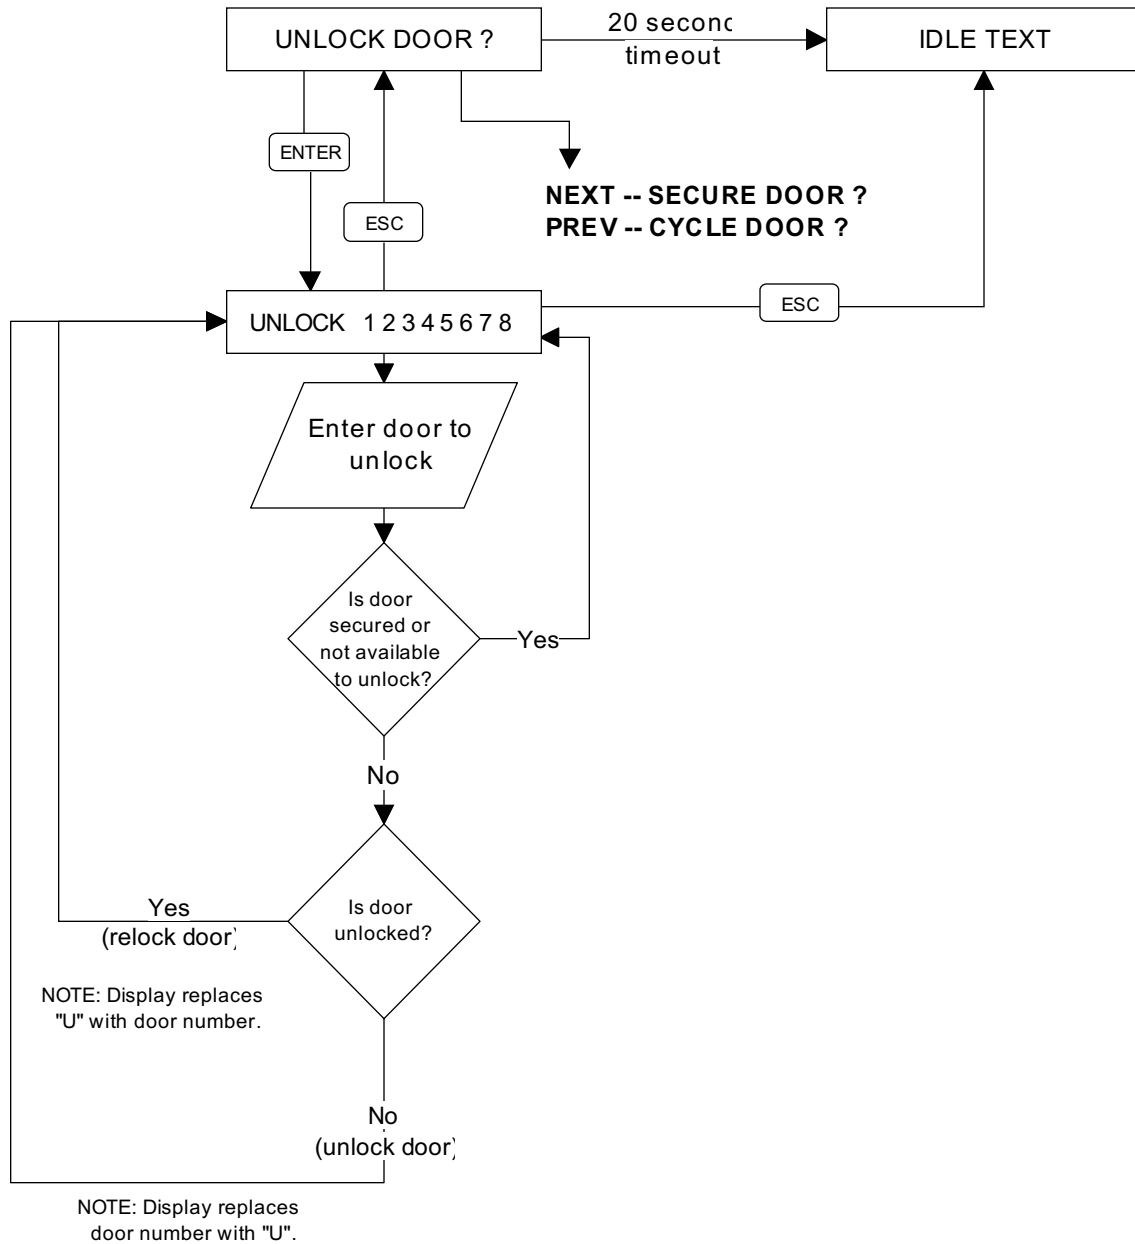 UNLOCK DOOR ?
20 second
timeout
IDLE TEXT
ENTER
ESC
NEXT -- SECURE DOOR ?
PREV -- CYCLE DOOR ?
UNLOCK 1 2 3 4 5 6 7 8
ESC
Enter door to
unlock
Is door
secured or
not available
to unlock?
Yes
No
Is door
unlocked?
Yes
(relock door)
NOTE: Display replaces
"U" with door number.
No
(unlock door)
NOTE: Display replaces
door number with "U".